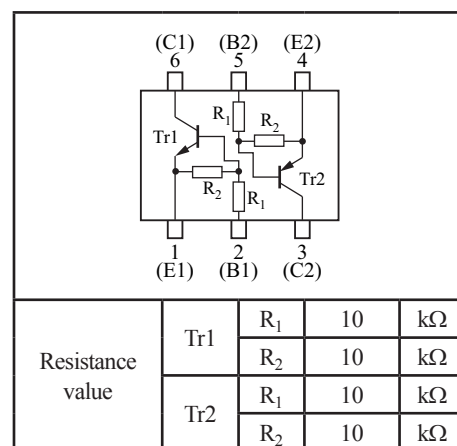 (C1) (B2) (E2)
6 5 4
R₁
R₂
Tr1
Tr2
R₂
R₁
1 2 3
(E1) (B1) (C2)
Resistance value
Tr1
R₁ 10 kΩ
R₂ 10 kΩ
Tr2
R₁ 10 kΩ
R₂ 10 kΩ